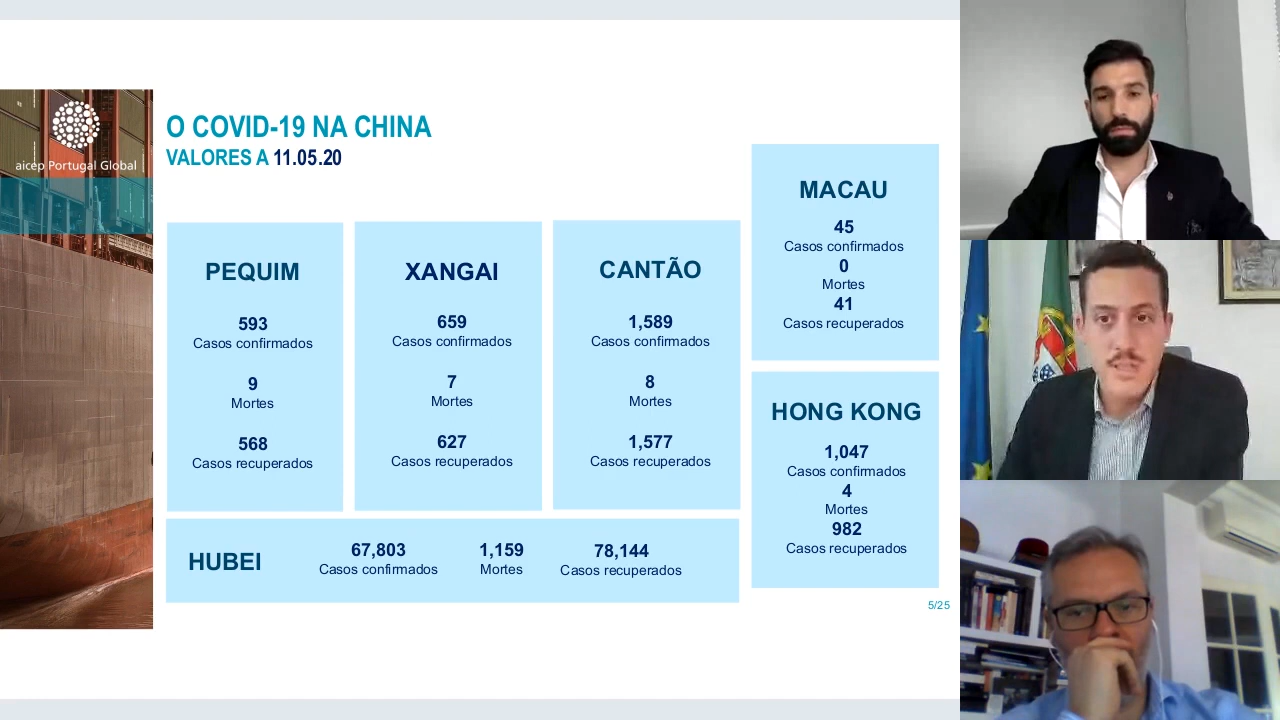 aicep Portugal Global
O COVID-19 NA CHINA
VALORES A 11.05.20
PEQUIM
593
Casos confirmados
9
Mortes
568
Casos recuperados
XANGAI
659
Casos confirmados
7
Mortes
627
Casos recuperados
CANTÃO
1,589
Casos confirmados
8
Mortes
1,577
Casos recuperados
MACAU
45
Casos confirmados
0
Mortes
41
Casos recuperados
HONG KONG
1,047
Casos confirmados
4
Mortes
982
Casos recuperados
HUBEI
67,803
Casos confirmados
1,159
Mortes
78,144
Casos recuperados
5/25